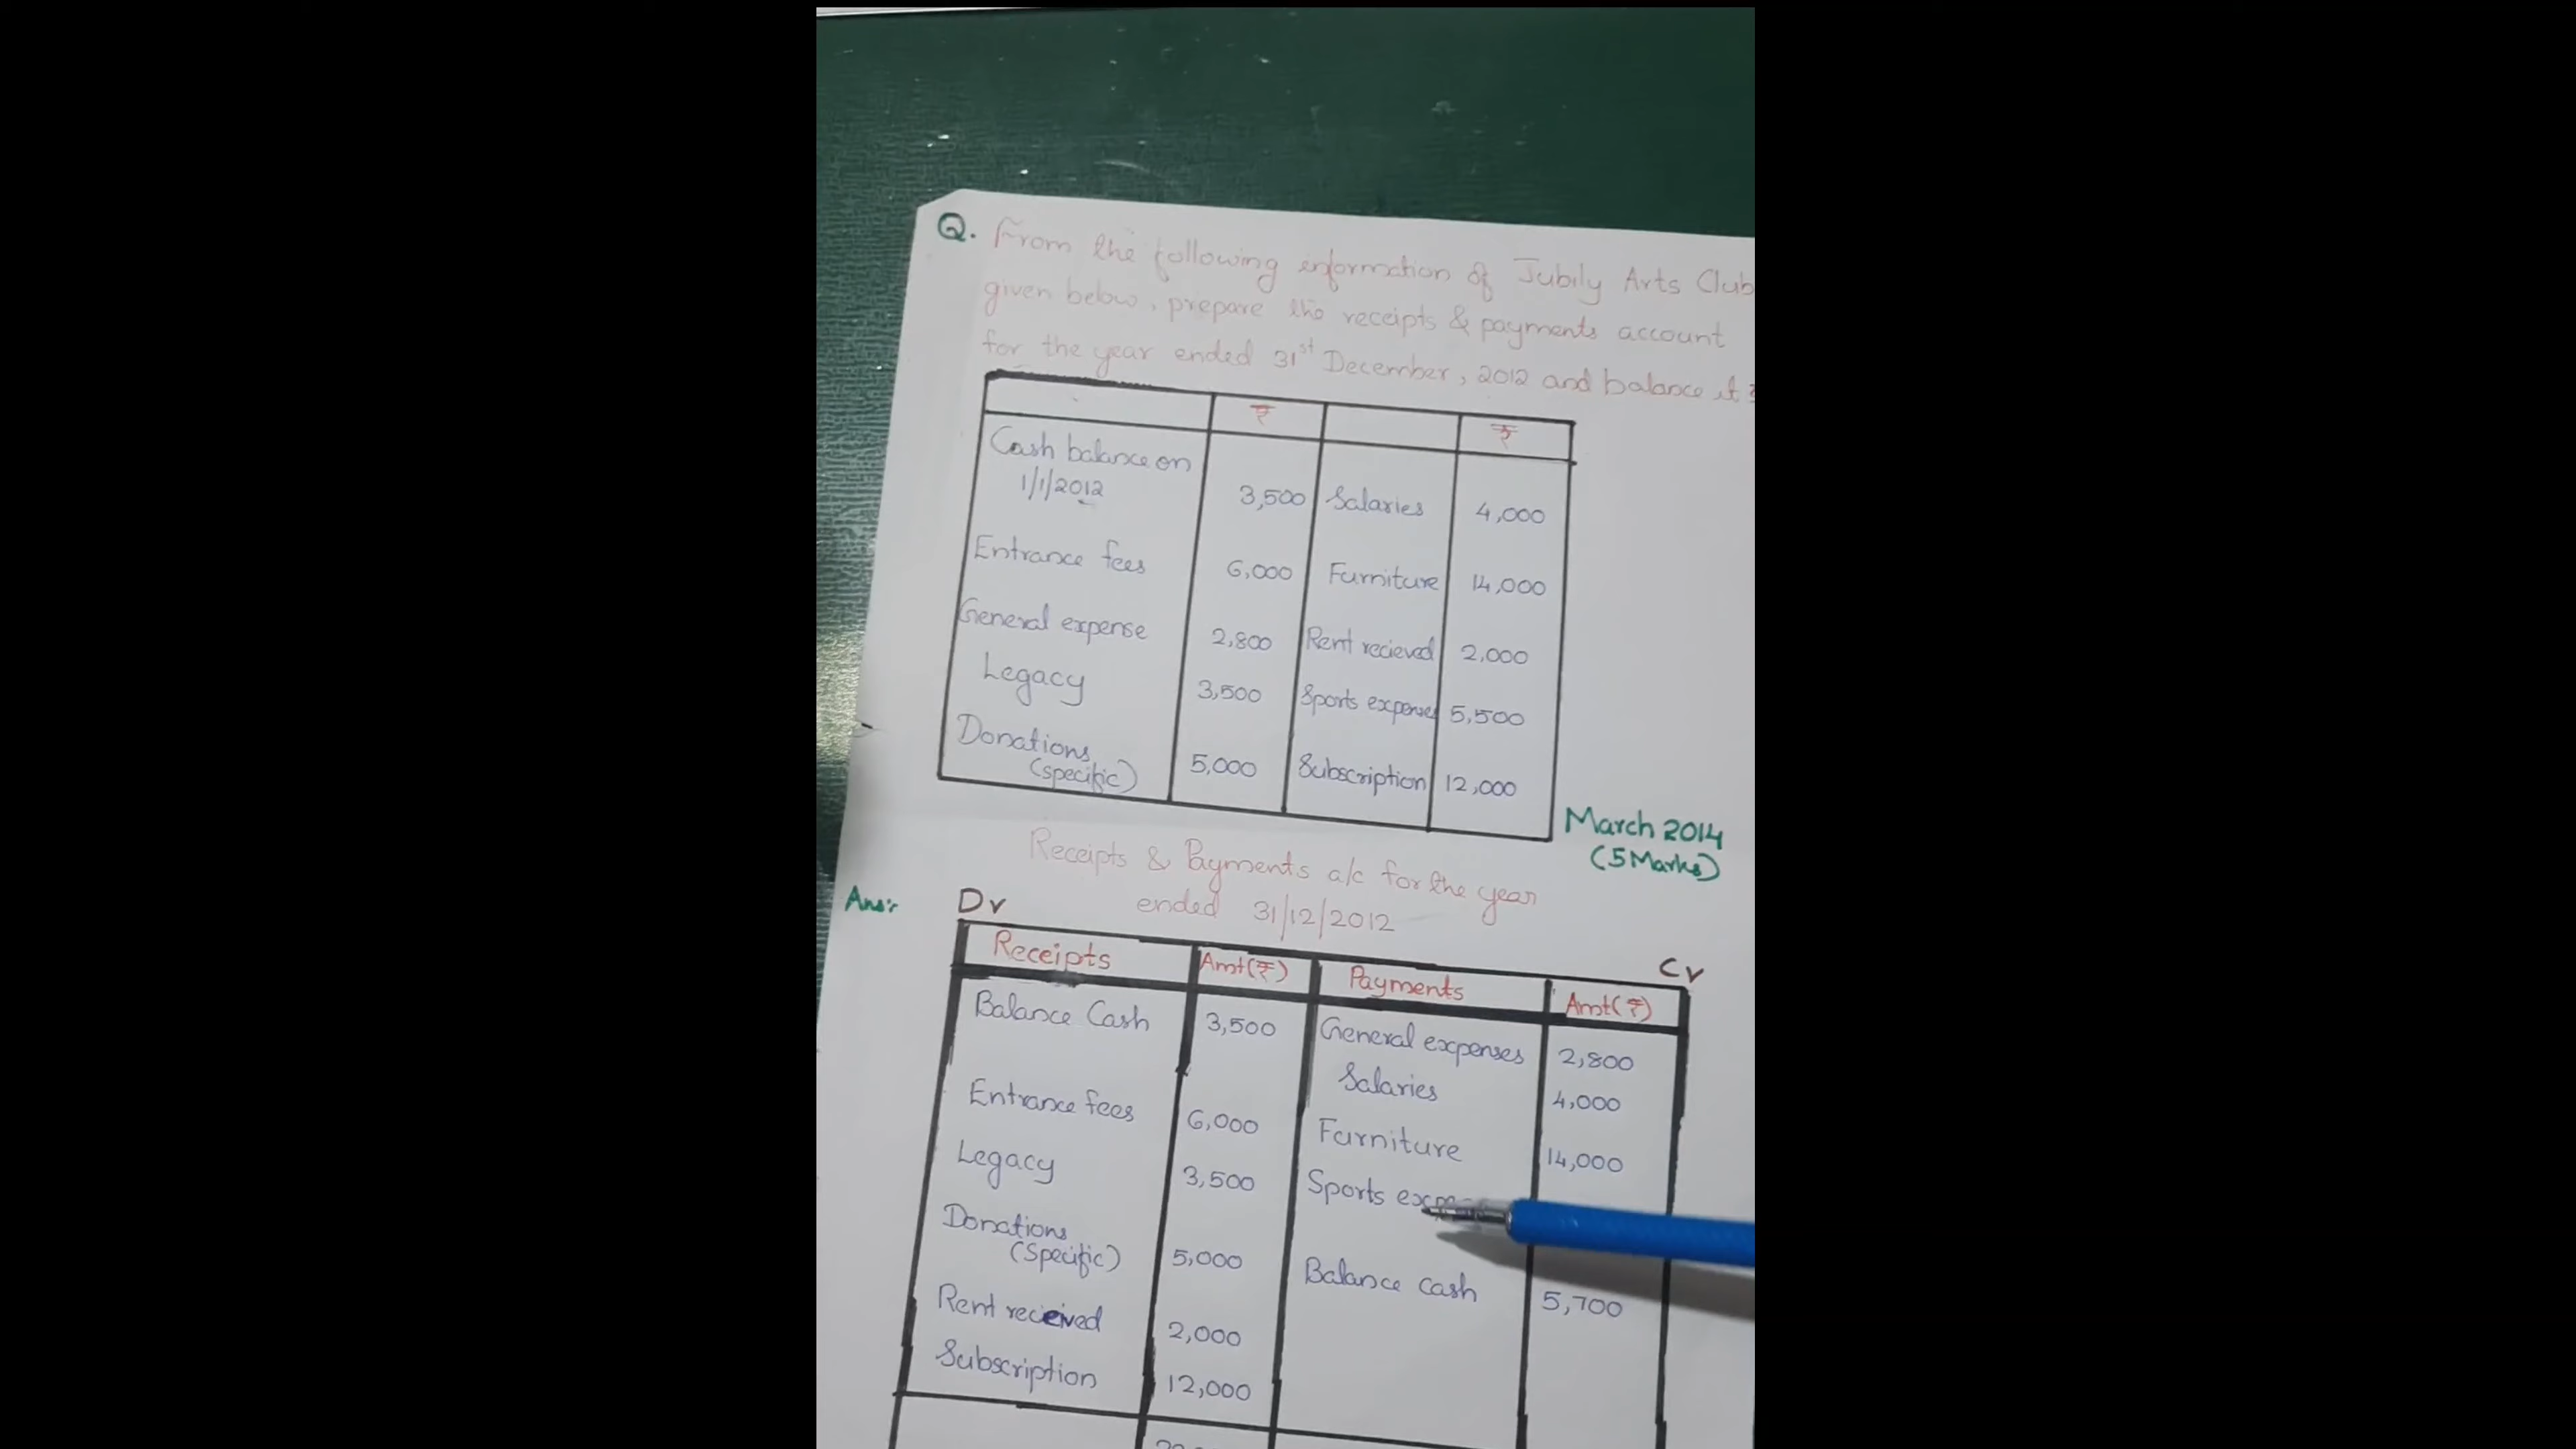 Q. From the following information of Jubily Arts Club
given below, prepare the receipts & payments account
for the year ended 31st December, 2012 and balance it
₹ ₹
Cash balance on
1/1/2012 3,500 Salaries 4,000
Entrance fees 6,000 Furniture 14,000
General expense 2,800 Rent recieved 2,000
Legacy 3,500 Sports expenses 5,500
Donations
(specific) 5,000 Subscription 12,000
March 2014
(5 Marks)
Receipts & Payments a/c for the year
ended 31/12/2012
Ans:
Dr
Cr
Receipts Amt(₹) Payments Amt(₹)
Balance Cash 3,500 General expenses 2,800
Salaries 4,000
Entrance fees 6,000 Furniture 14,000
Legacy 3,500 Sports
Donations
(Specific) 5,000 Balance cash 5,700
Rent received 2,000
Subscription 12,000